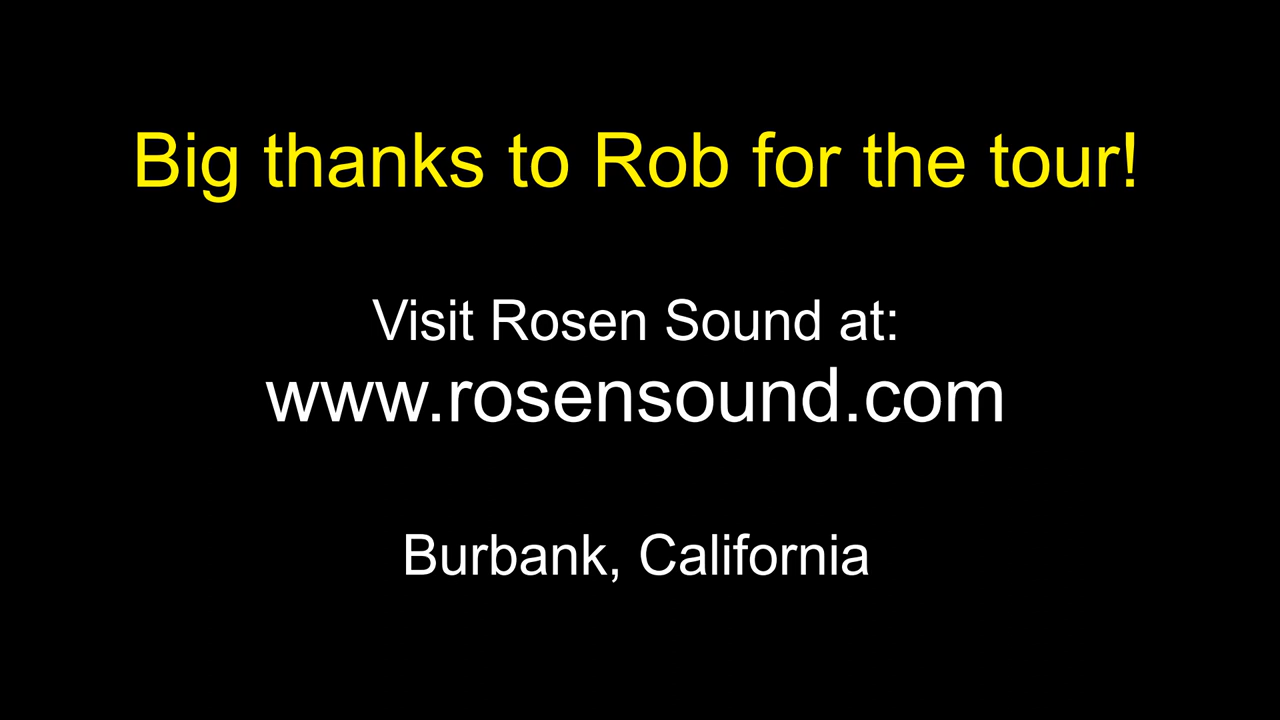 Big thanks to Rob for the tour!
Visit Rosen Sound at:
www.rosensound.com
Burbank, California